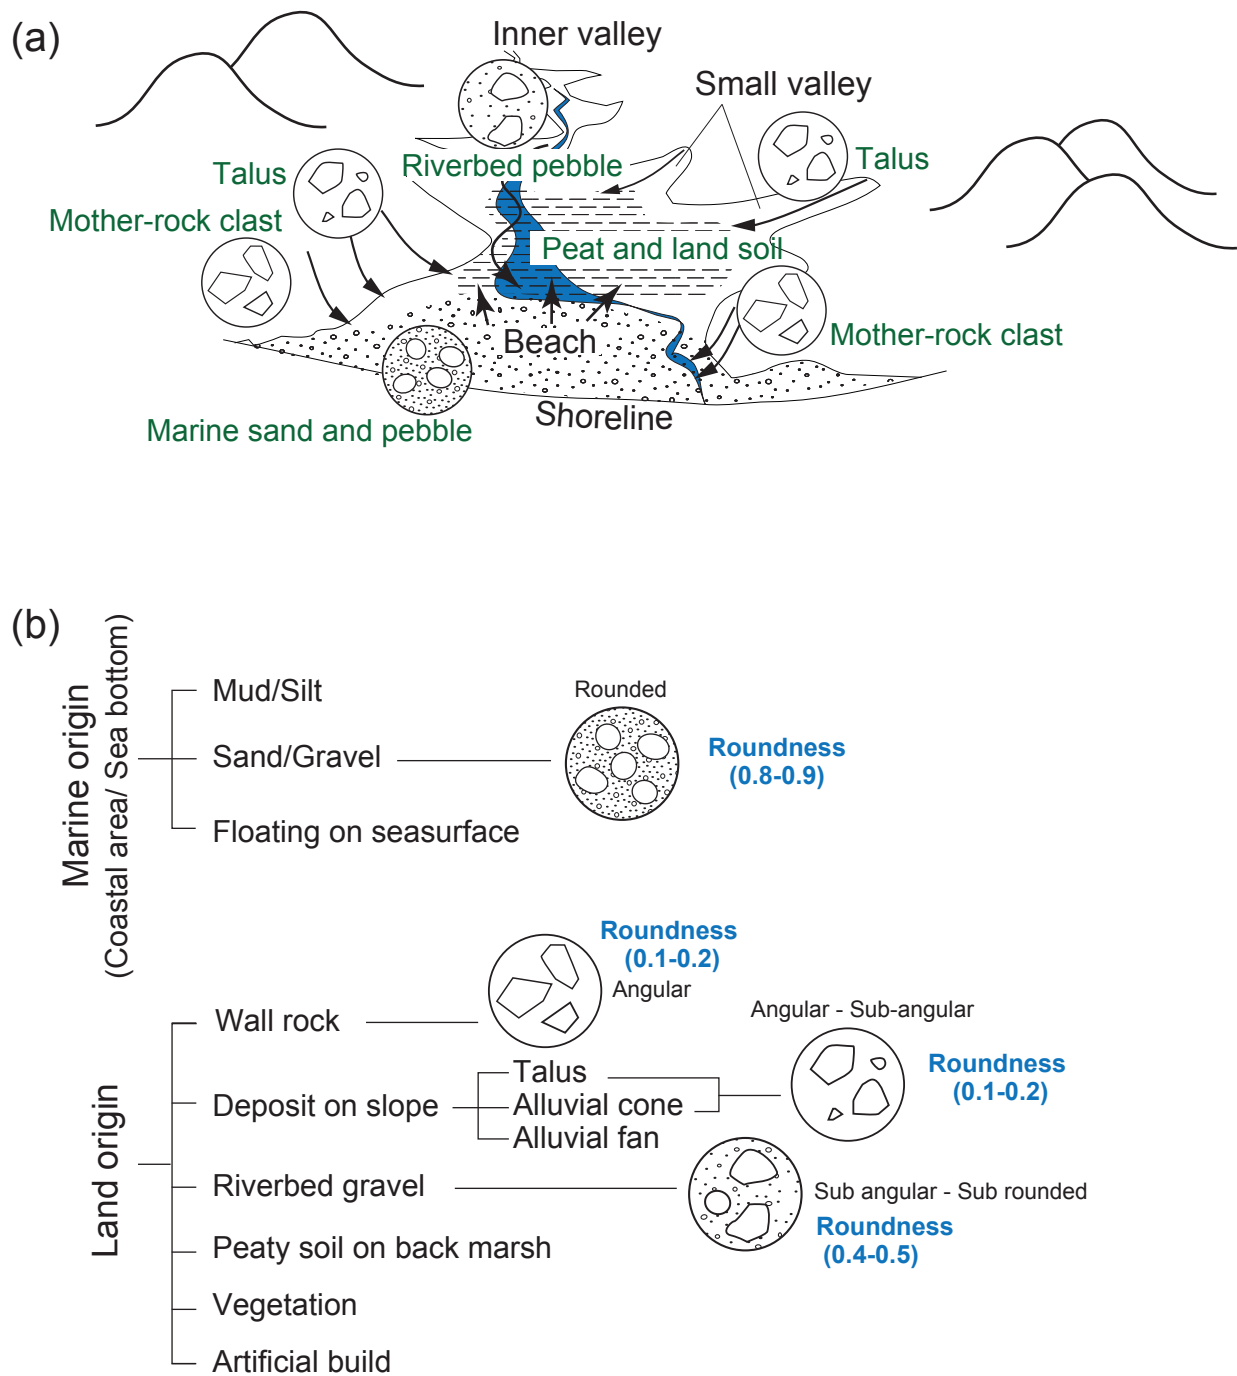 (a)
Inner valley
Small valley
Talus
Riverbed pebble
Talus
Mother-rock clast
Peat and land soil
Beach
Mother-rock clast
Shoreline
Marine sand and pebble
(b)
Marine origin
(Coastal area/ Sea bottom)
Mud/Silt
Rounded
Sand/Gravel
Roundness
(0.8-0.9)
Floating on seasurface
Land origin
Roundness
(0.1-0.2)
Angular
Wall rock
Angular - Sub-angular
Talus
Deposit on slope
Alluvial cone
Alluvial fan
Roundness
(0.1-0.2)
Riverbed gravel
Sub angular - Sub rounded
Roundness
(0.4-0.5)
Peaty soil on back marsh
Vegetation
Artificial build